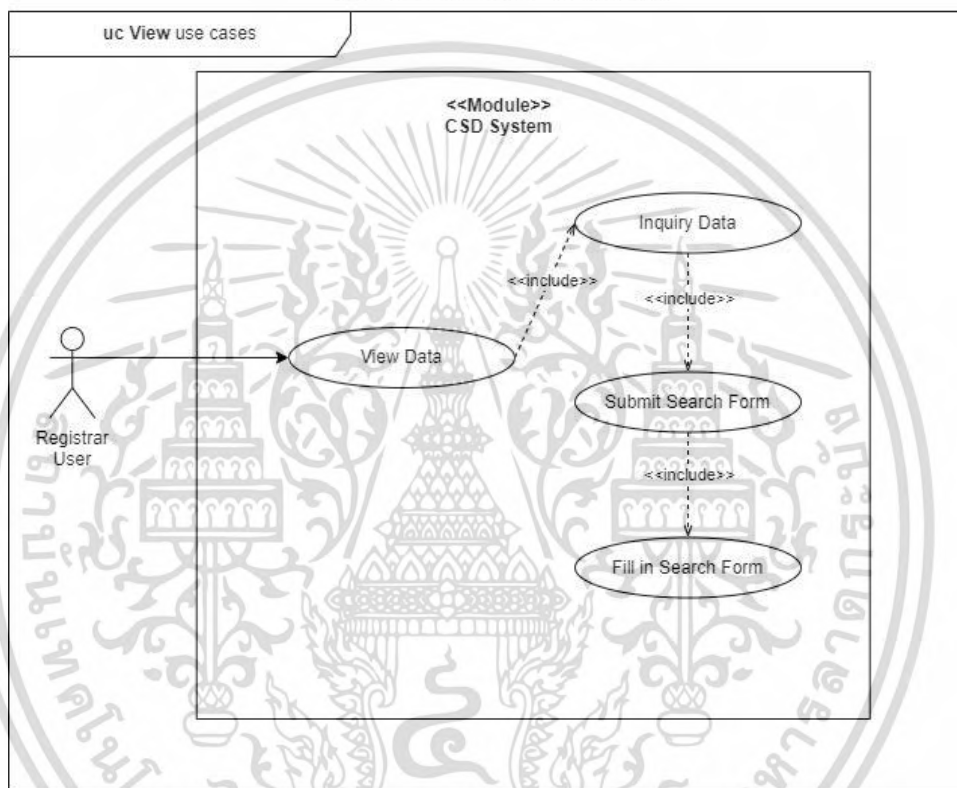 uc View use cases
<<Module>>
CSD System
Inquiry Data
<<include>>
<<include>>
View Data
Submit Search Form
Registrar
User
<<include>>
Fill in Search Form